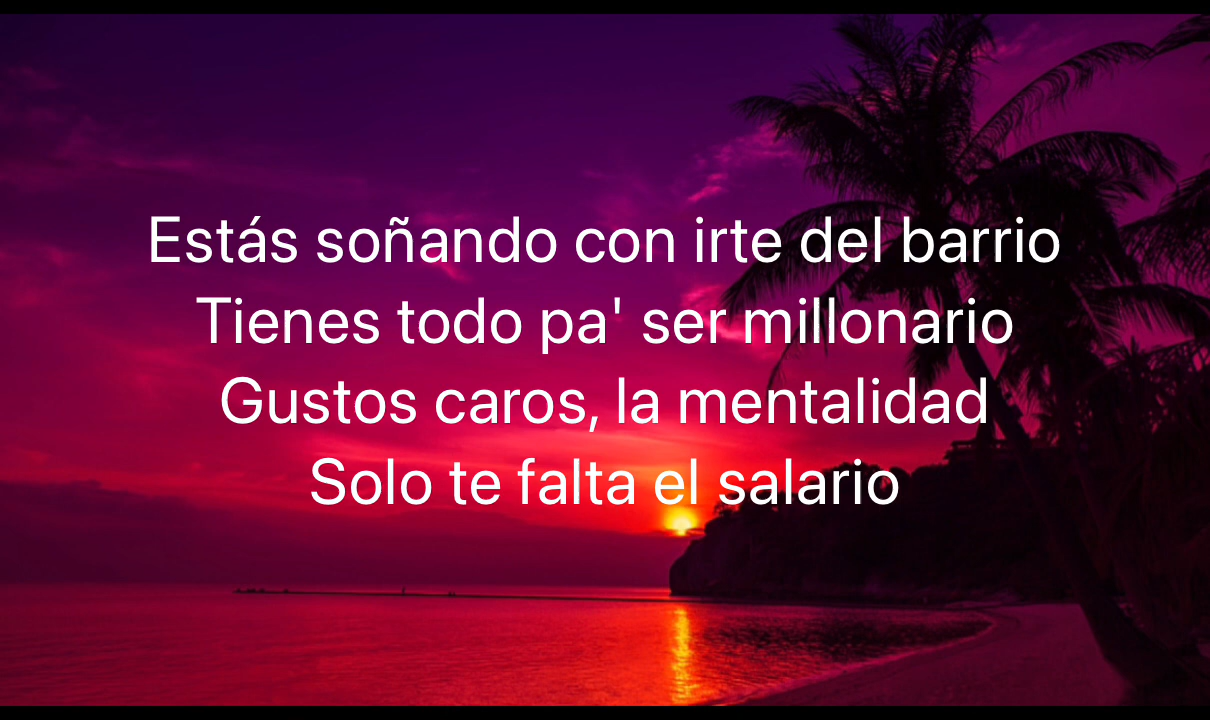 Estás soñando con irte del barrio
Tienes todo pa' ser millonario
Gustos caros, la mentalidad
Solo te falta el salario